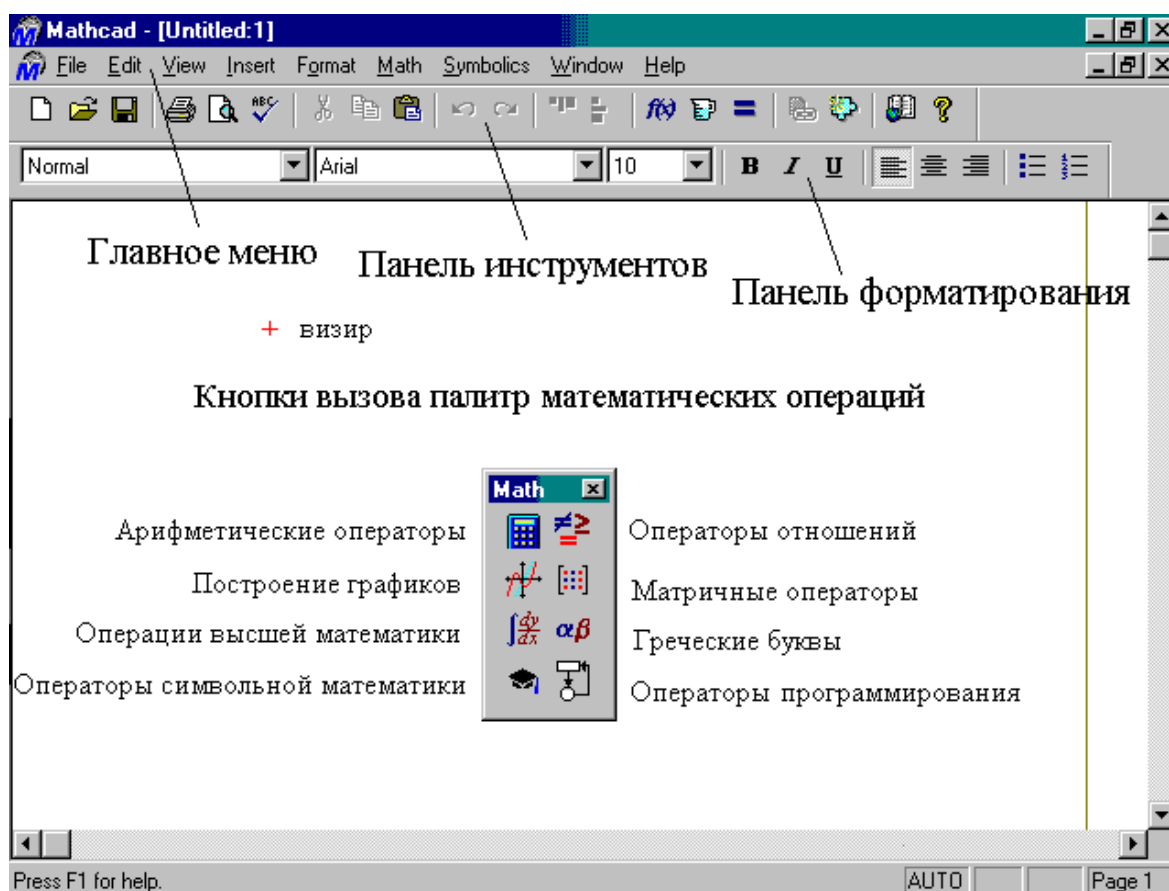 Mathcad - [Untitled:1]
File Edit View Insert Format Math Symbolics Window Help
Normal Arial 10 B I U
Главное меню
Панель инструментов
Панель форматирования
+ визир
Кнопки вызова палитр математических операций
Math
Арифметические операторы
Операторы отношений
Построение графиков
Матричные операторы
Операции высшей математики
Греческие буквы
Операторы символьной математики
Операторы программирования
Press F1 for help. AUTO Page 1